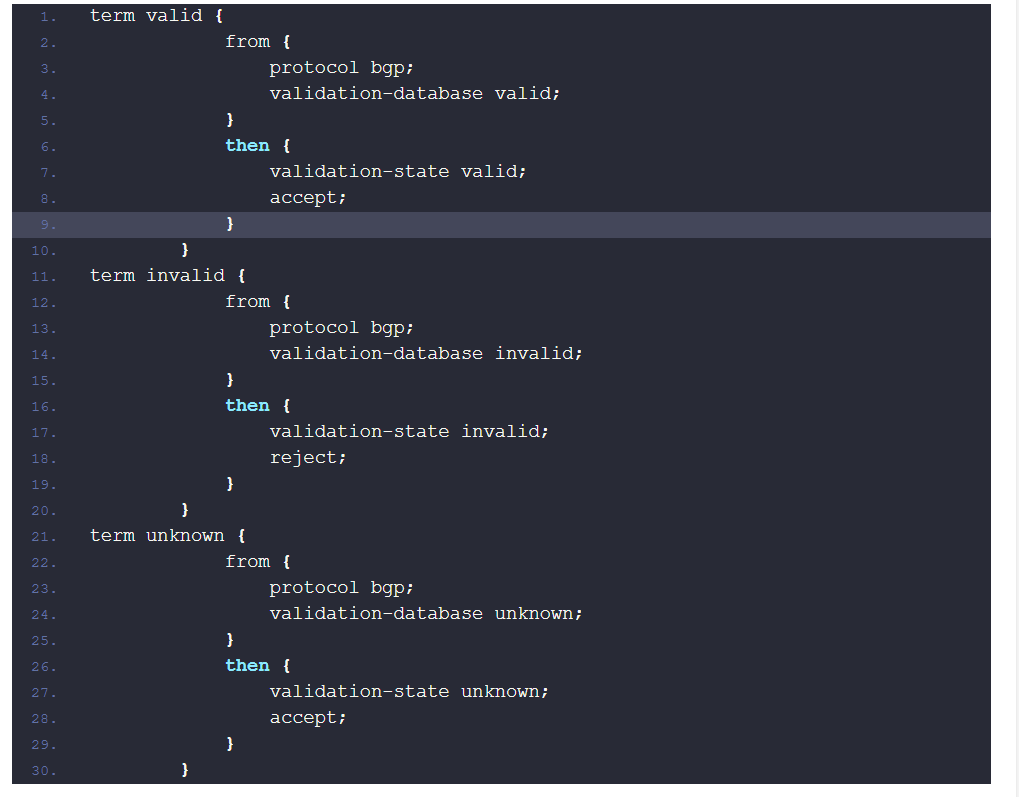 1. term valid {
2. from {
3. protocol bgp;
4. validation-database valid;
5. }
6. then {
7. validation-state valid;
8. accept;
9. }
10. }
11. term invalid {
12. from {
13. protocol bgp;
14. validation-database invalid;
15. }
16. then {
17. validation-state invalid;
18. reject;
19. }
20. }
21. term unknown {
22. from {
23. protocol bgp;
24. validation-database unknown;
25. }
26. then {
27. validation-state unknown;
28. accept;
29. }
30. }